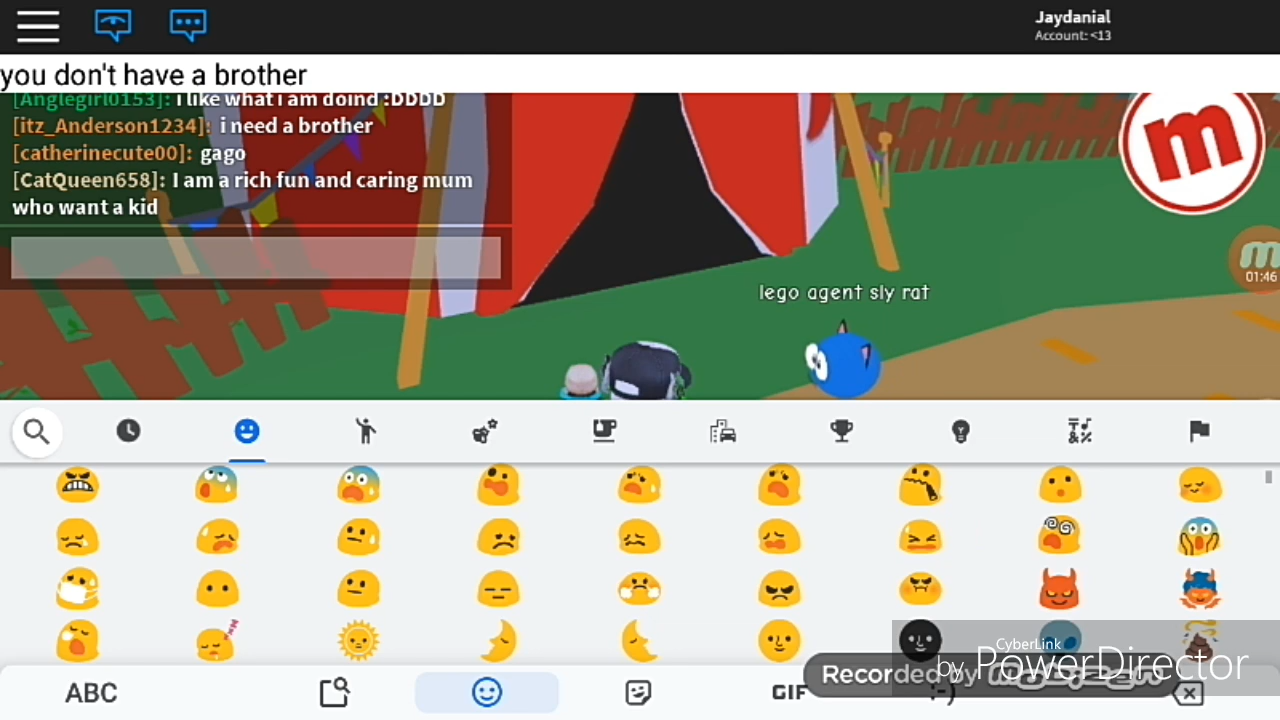 Jaydanial
Account: <13
you don't have a brother
[Anglegirl0153]: I like what i am doind :DDDD
[itz_Anderson1234]: i need a brother
[catherinecute00]: gago
[CatQueen658]: I am a rich fun and caring mum
who want a kid
m
m
01:46
lego agent sly rat
CyberLink
by PowerDirector
Recorded by
ABC
GIF
:-)